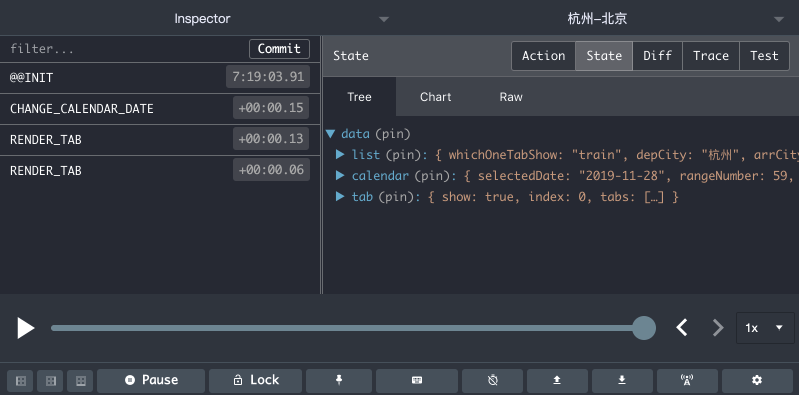 Inspector
杭州-北京
filter...
Commit
@@INIT
7:19:03.91
CHANGE_CALENDAR_DATE
+00:00.15
RENDER_TAB
+00:00.13
RENDER_TAB
+00:00.06
State
Action
State
Diff
Trace
Test
Tree
Chart
Raw
data (pin)
list (pin): { whichOneTabShow: "train", depCity: "杭州", arrCity
calendar (pin): { selectedDate: "2019-11-28", rangeNumber: 59,
tab (pin): { show: true, index: 0, tabs: […] }
1x
Pause
Lock